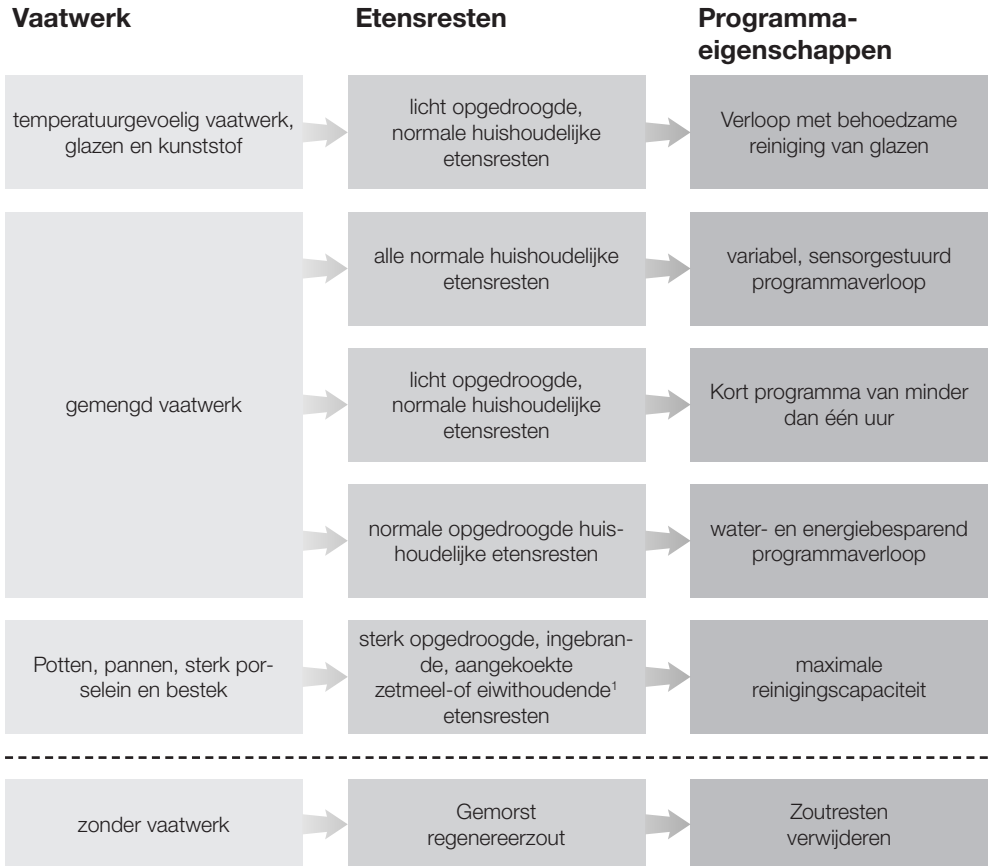 Vaatwerk
Etensresten
Programma-
eigenschappen
temperatuurgevoelig vaatwerk,
glazen en kunststof
licht opgedroogde,
normale huishoudelijke
etensresten
Verloop met behoedzame
reiniging van glazen
gemengd vaatwerk
alle normale huishoudelijke
etensresten
variabel, sensorgestuurd
programmaverloop
licht opgedroogde,
normale huishoudelijke
etensresten
Kort programma van minder
dan één uur
normale opgedroogde huis-
houdelijke etensresten
water- en energiebesparend
programmaverloop
Potten, pannen, sterk por-
selein en bestek
sterk opgedroogde, ingebran-
de, aangekoekte
zetmeel-of eiwithoudende¹
etensresten
maximale
reinigingscapaciteit
zonder vaatwerk
Gemorst
regenereerzout
Zoutresten
verwijderen